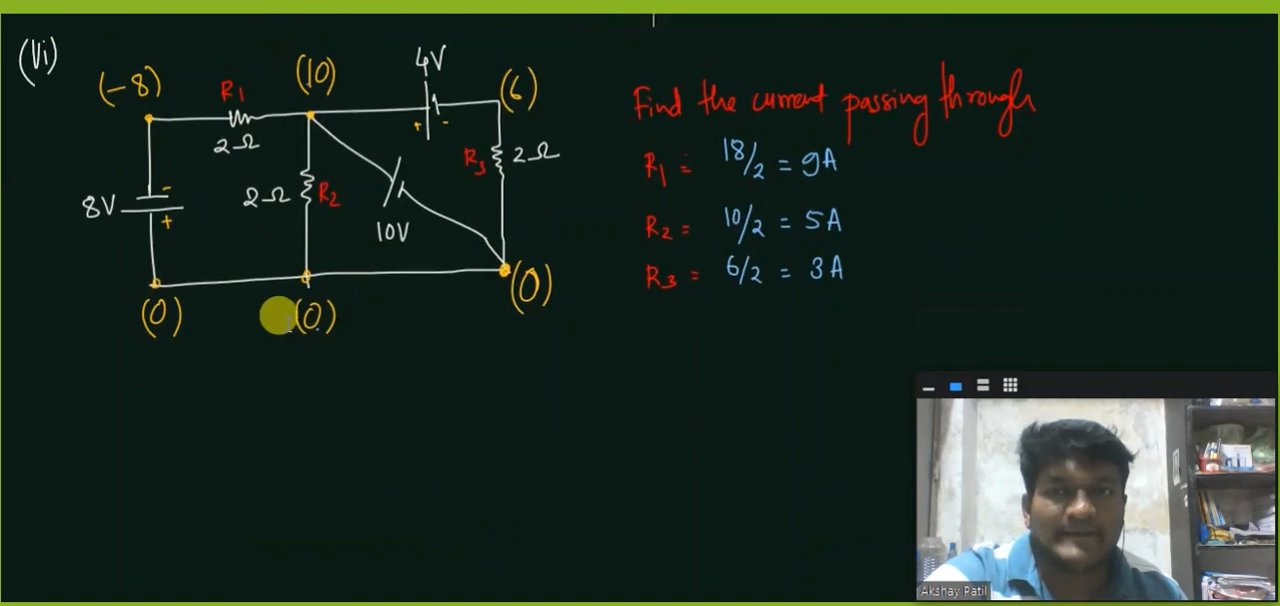 (vi)
4V
(-8)
R1
(10)
(6)
+ -
2Ω
R3 2Ω
8V
-
+
2Ω R2
10V
(0)
(0)
(0)
Find the current passing through
R1 = 18/2 = 9A
R2 = 10/2 = 5A
R3 = 6/2 = 3A
Akshay Patil